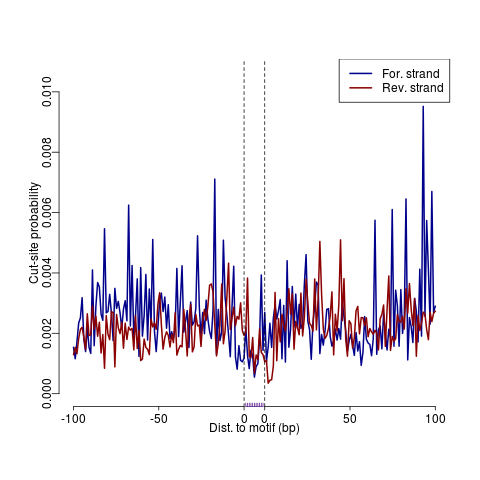 For. strand
Rev. strand
Cut-site probability
0.010
0.008
0.006
0.004
0.002
0.000
-100 -50 0 0 50 100
Dist. to motif (bp)